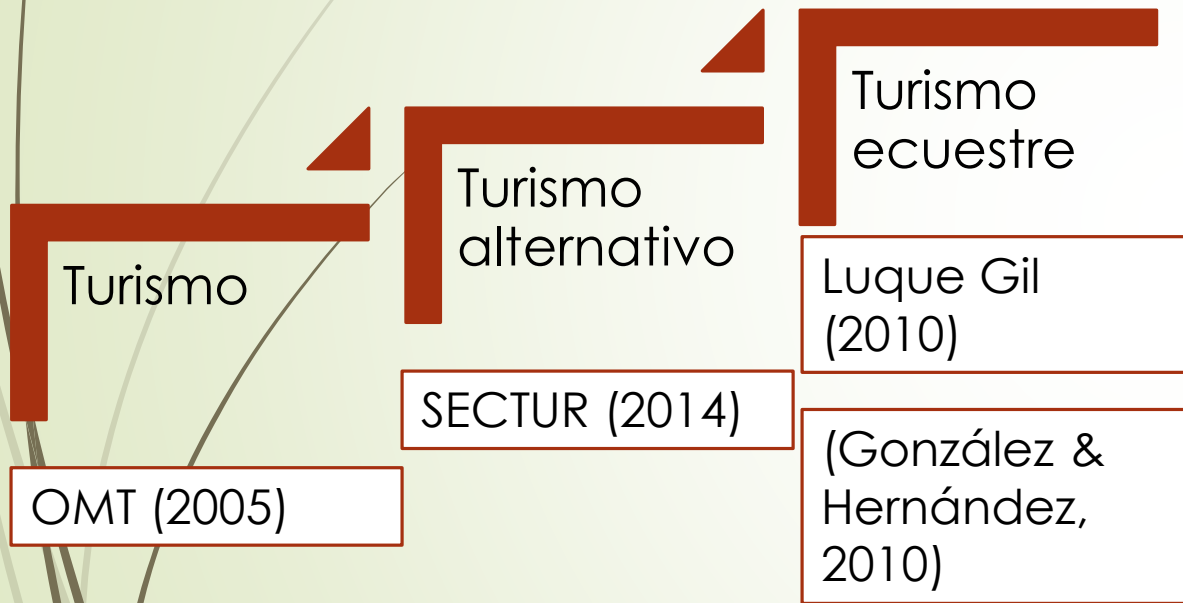 Turismo
OMT (2005)
Turismo
alternativo
SECTUR (2014)
Turismo
ecuestre
Luque Gil
(2010)
(González &
Hernández,
2010)